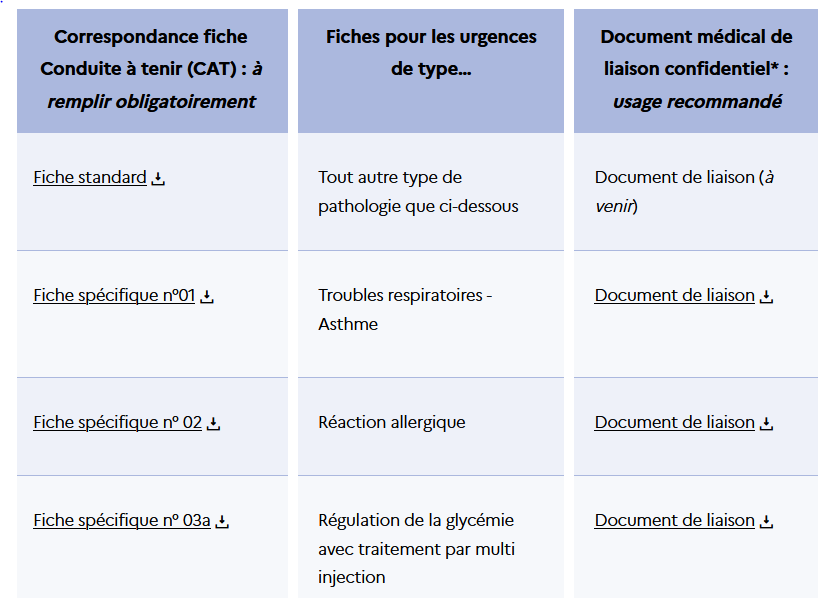 Correspondance fiche
Conduite à tenir (CAT) : à
remplir obligatoirement
Fiches pour les urgences
de type...
Document médical de
liaison confidentiel* :
usage recommandé
Fiche standard
Tout autre type de
pathologie que ci-dessous
Document de liaison (à
venir)
Fiche spécifique n°01
Troubles respiratoires -
Asthme
Document de liaison
Fiche spécifique n° 02
Réaction allergique
Document de liaison
Fiche spécifique n° 03a
Régulation de la glycémie
avec traitement par multi
injection
Document de liaison